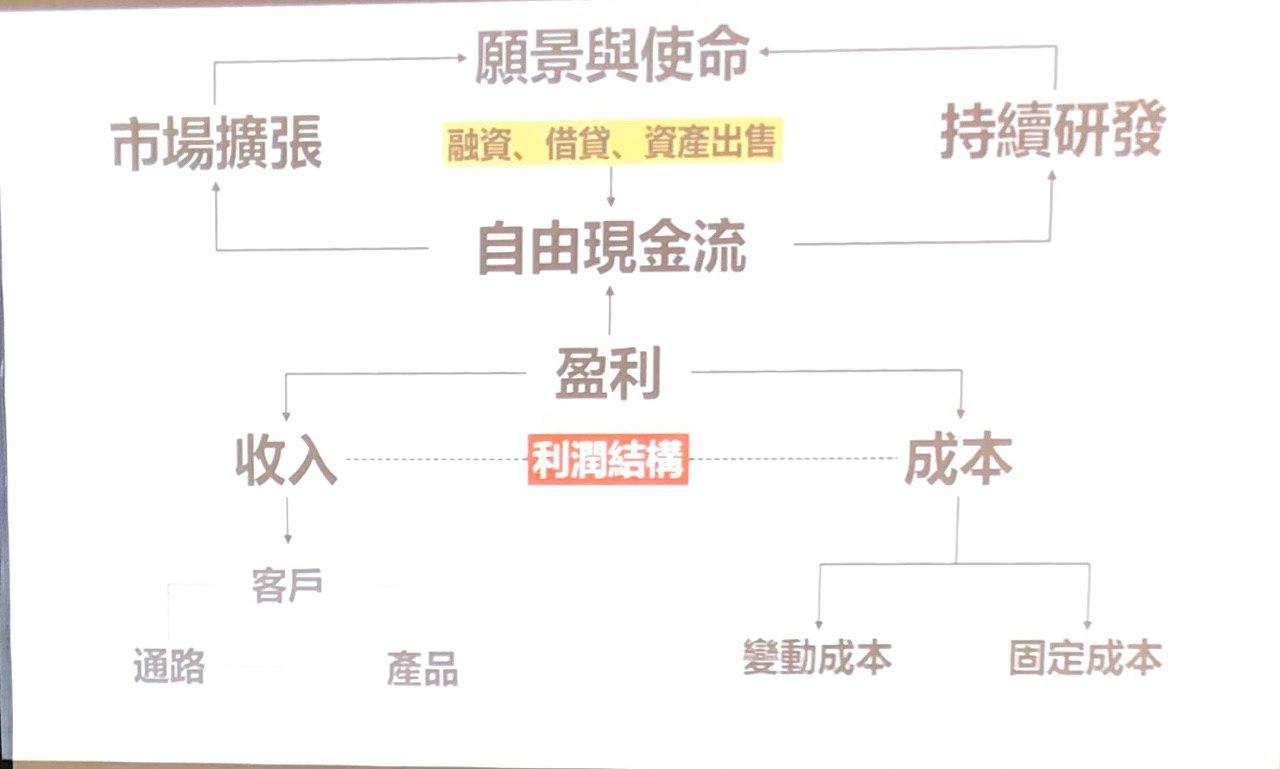 願景與使命
市場擴張
融資、借貸、資產出售
持續研發
自由現金流
盈利
收入
利潤結構
成本
客戶
通路
產品
變動成本
固定成本